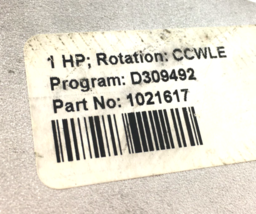 1 HP; Rotation: CCWLE
Program: D309492
Part No: 1021617